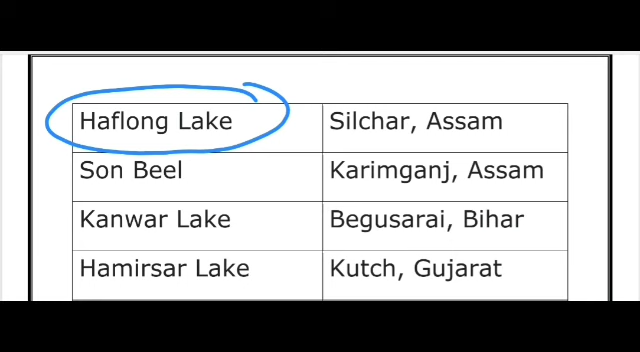 Haflong Lake Silchar, Assam
Son Beel Karimganj, Assam
Kanwar Lake Begusarai, Bihar
Hamirsar Lake Kutch, Gujarat